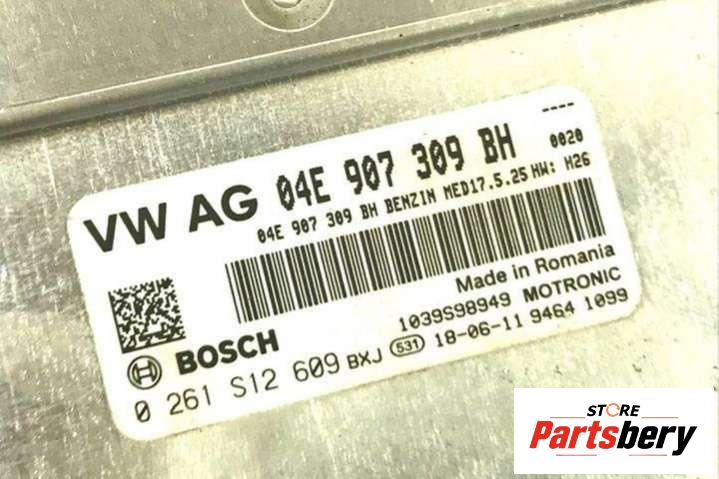 ----
VW AG 04E 907 309 BH 0020
04E 907 309 BH BENZIN MED17.5.25 HW: H26
Made in Romania
1039S98949 MOTRONIC
BOSCH
0 261 S12 609 BXJ 531 18-06-11 9464 1099
STORE
Partsbery